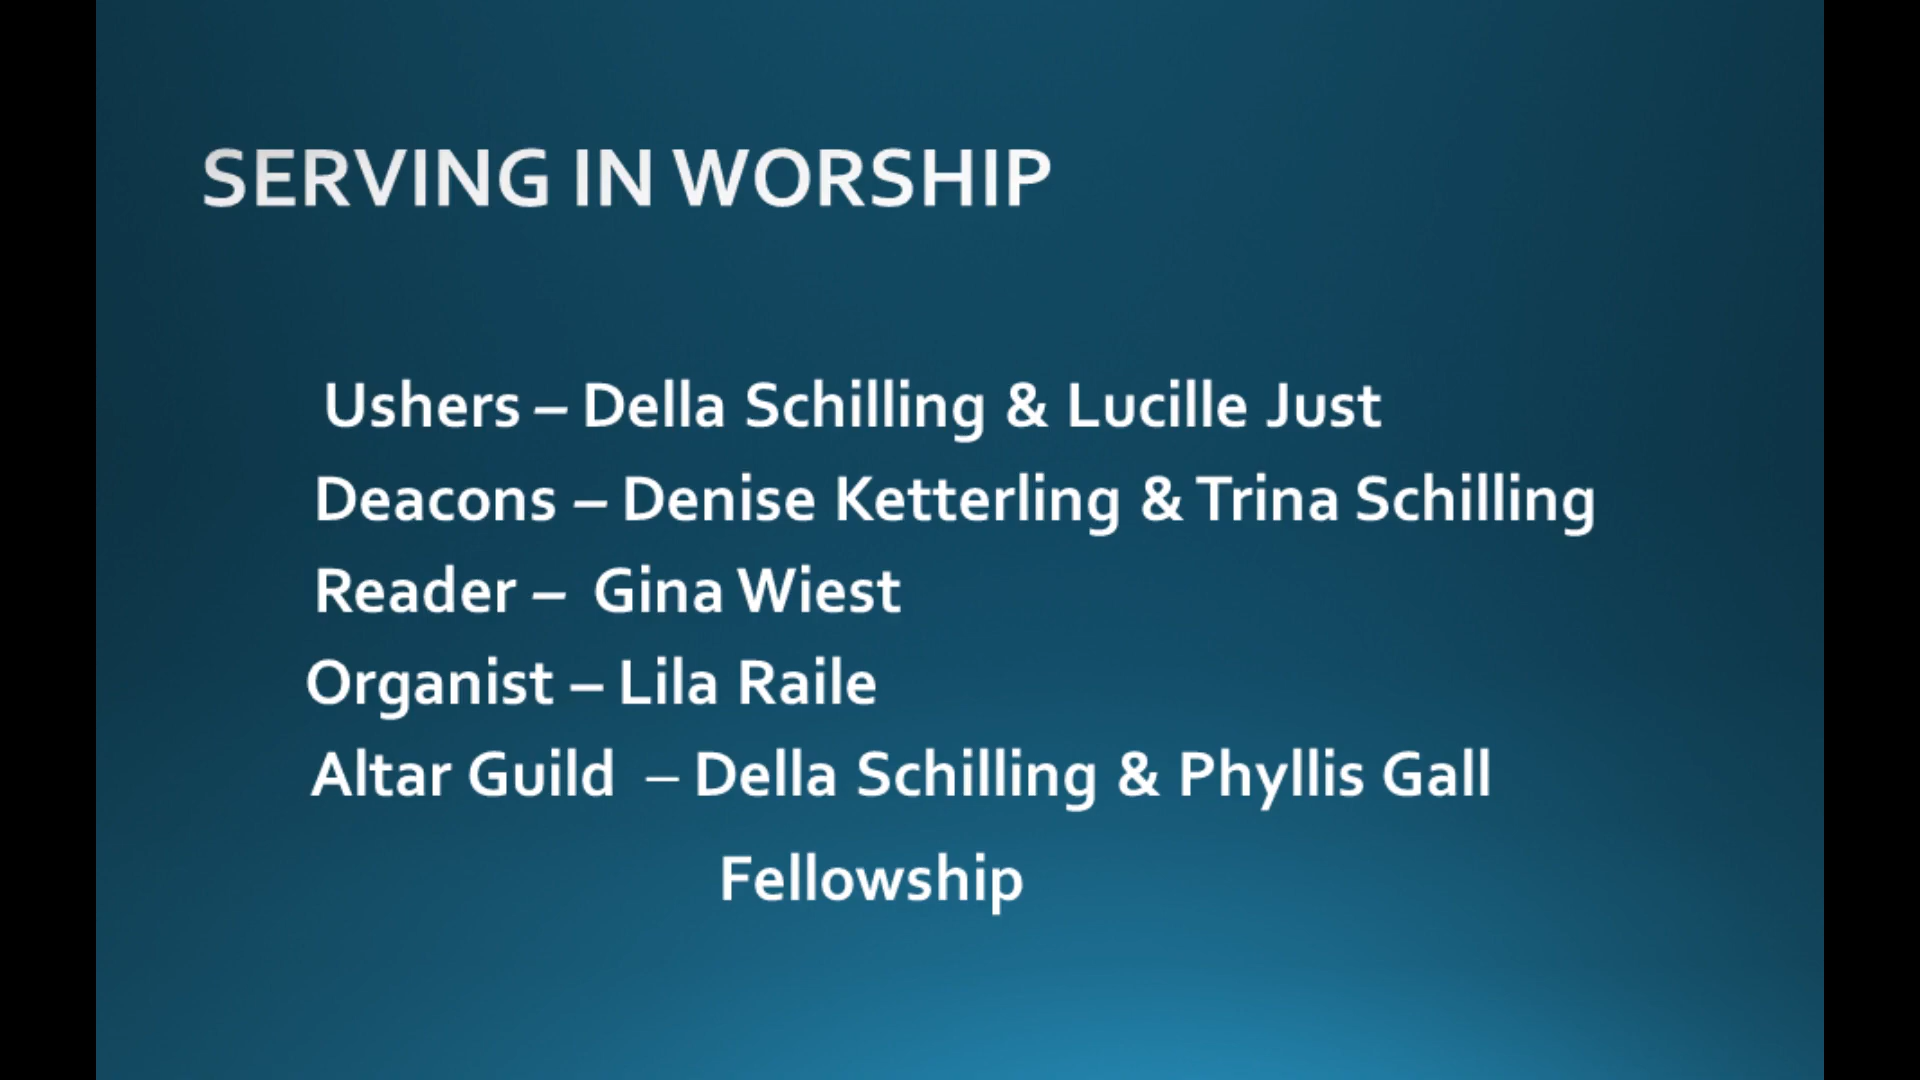 SERVING IN WORSHIP
Ushers – Della Schilling & Lucille Just
Deacons – Denise Ketterling & Trina Schilling
Reader – Gina Wiest
Organist – Lila Raile
Altar Guild – Della Schilling & Phyllis Gall
Fellowship